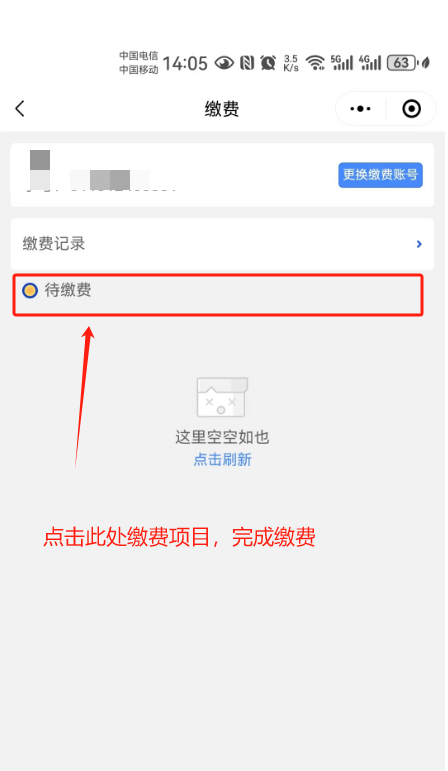 中国电信
中国移动
14:05
3.5
K/s
5G
4G
63
缴费
更换缴费账号
缴费记录
待缴费
这里空空如也
点击刷新
点击此处缴费项目，完成缴费